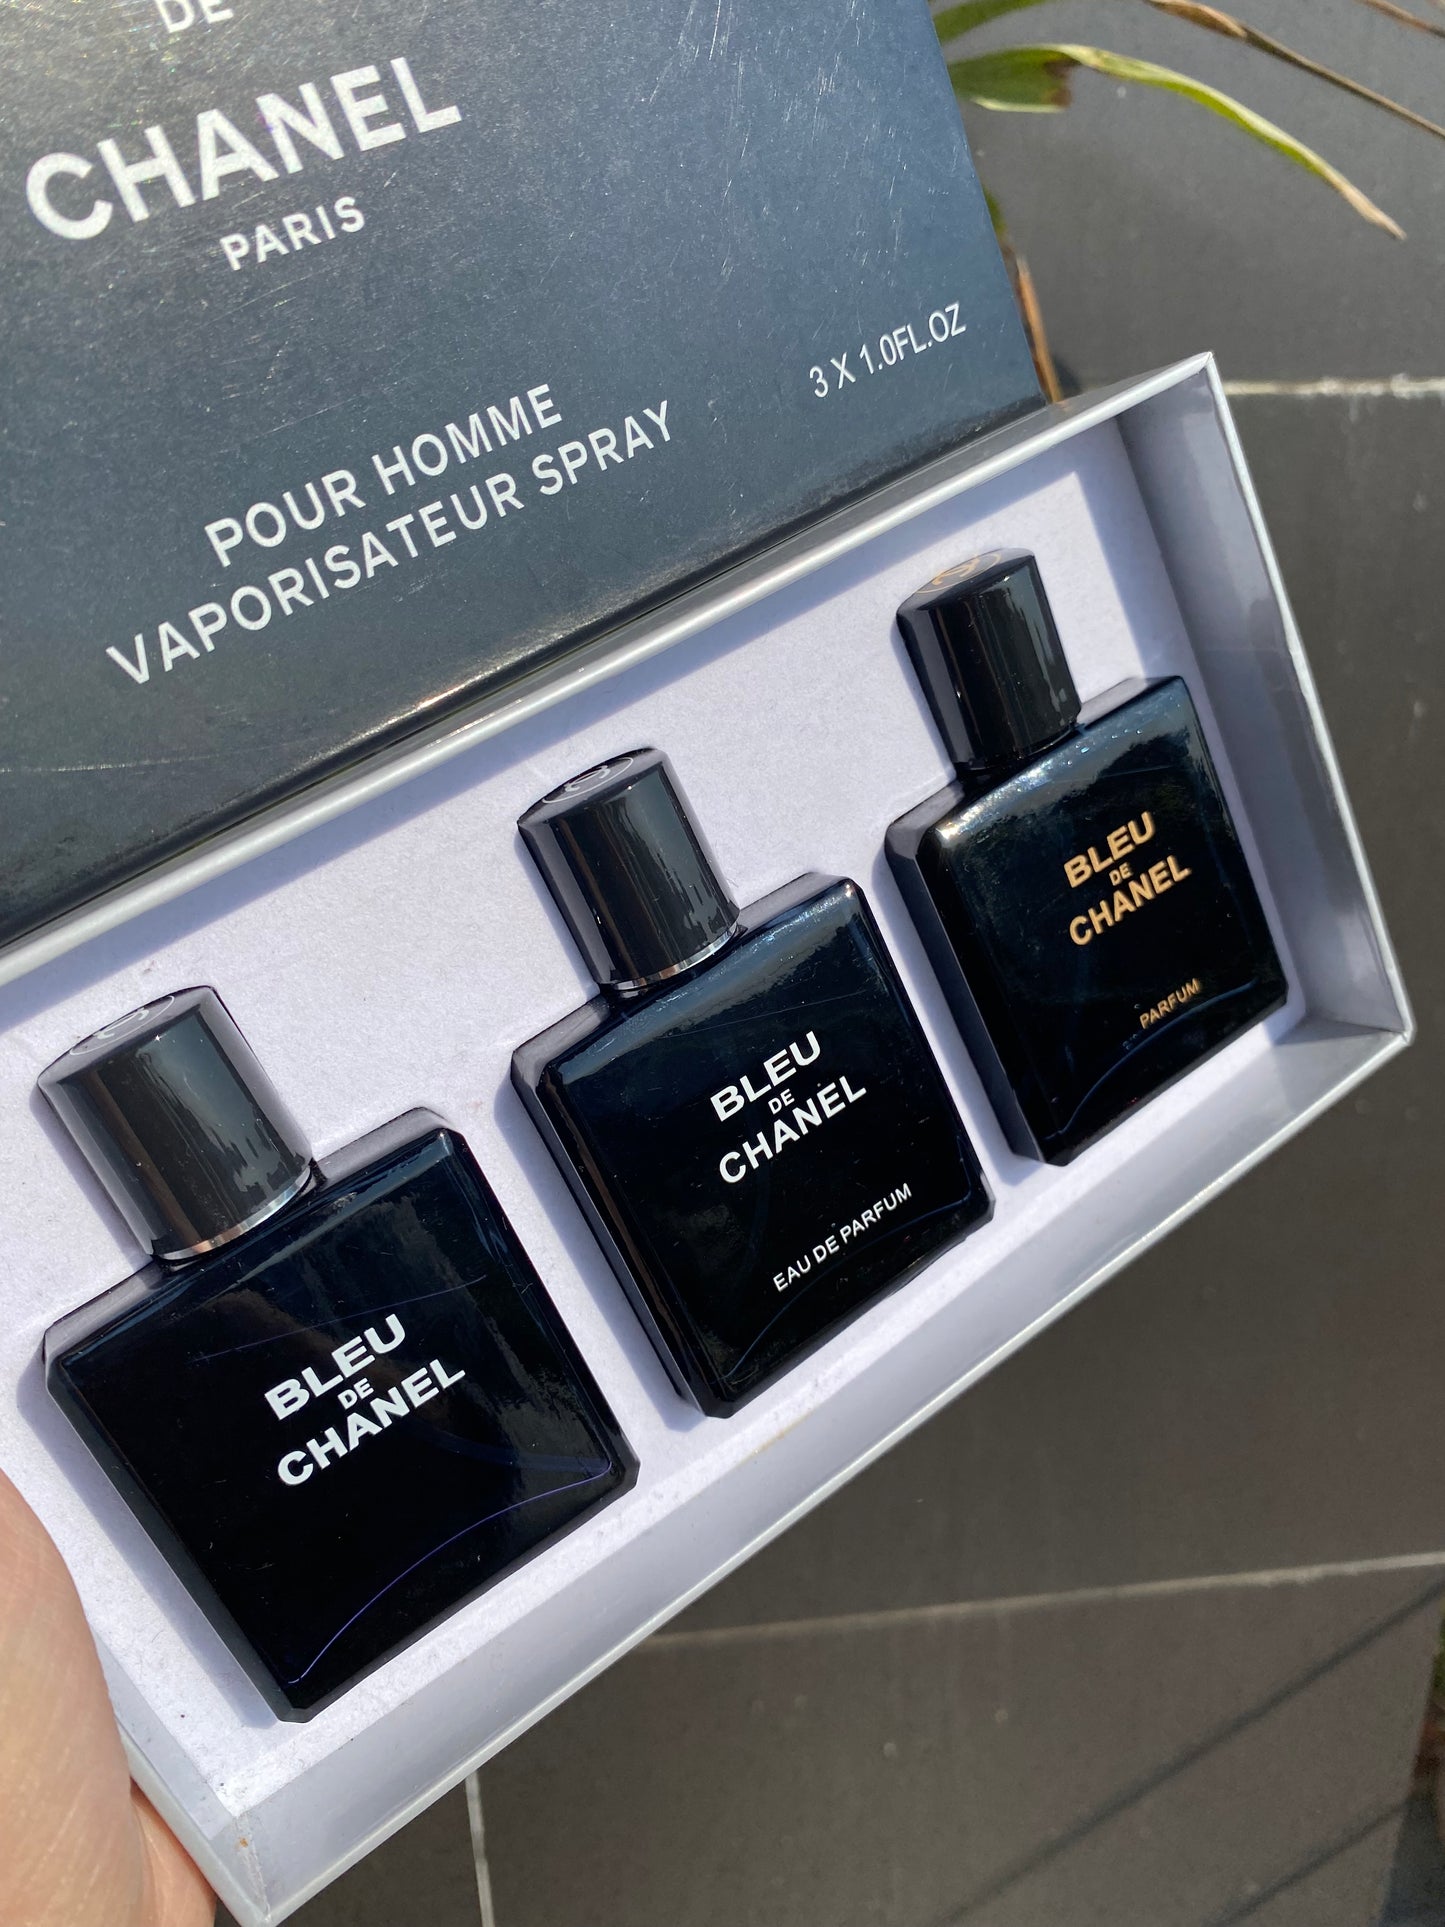 DE
CHANEL
PARIS
3 X 1.0FL.OZ
POUR HOMME
VAPORISATEUR SPRAY
BLEU
DE
CHANEL
BLEU
DE
CHANEL
EAU DE PARFUM
BLEU
DE
CHANEL
PARFUM